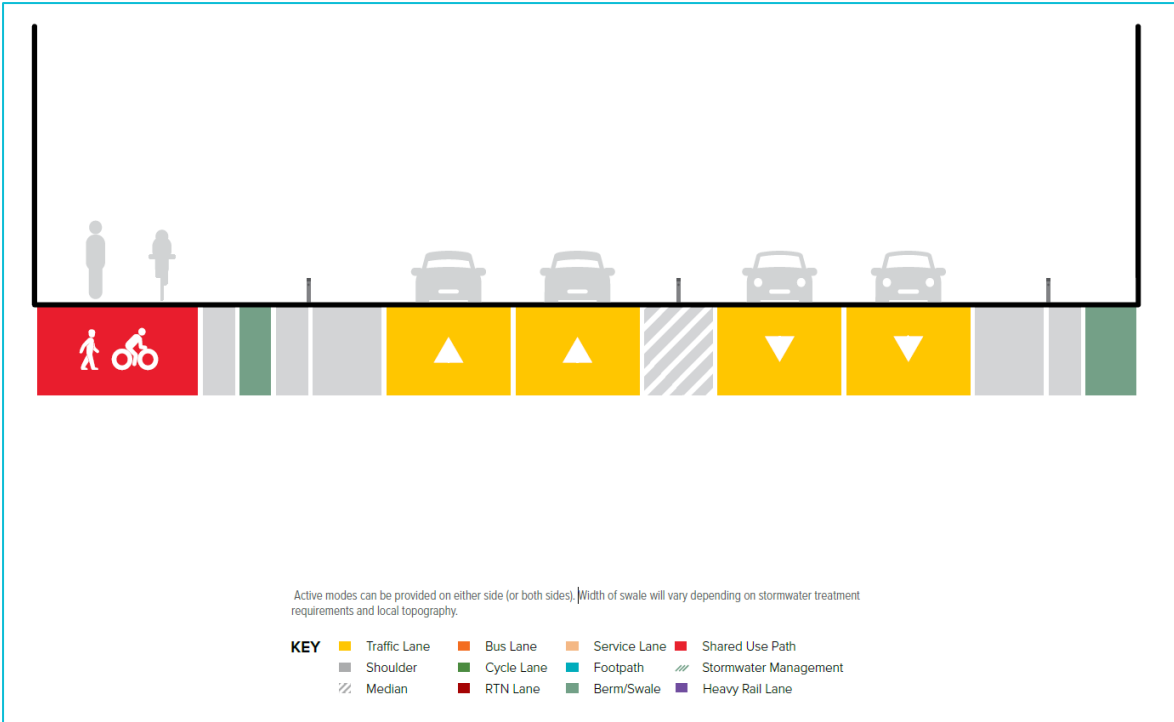 Active modes can be provided on either side (or both sides). Width of swale will vary depending on stormwater treatment
requirements and local topography.
KEY Traffic Lane Bus Lane Service Lane Shared Use Path
Shoulder Cycle Lane Footpath Stormwater Management
Median RTN Lane Berm/Swale Heavy Rail Lane